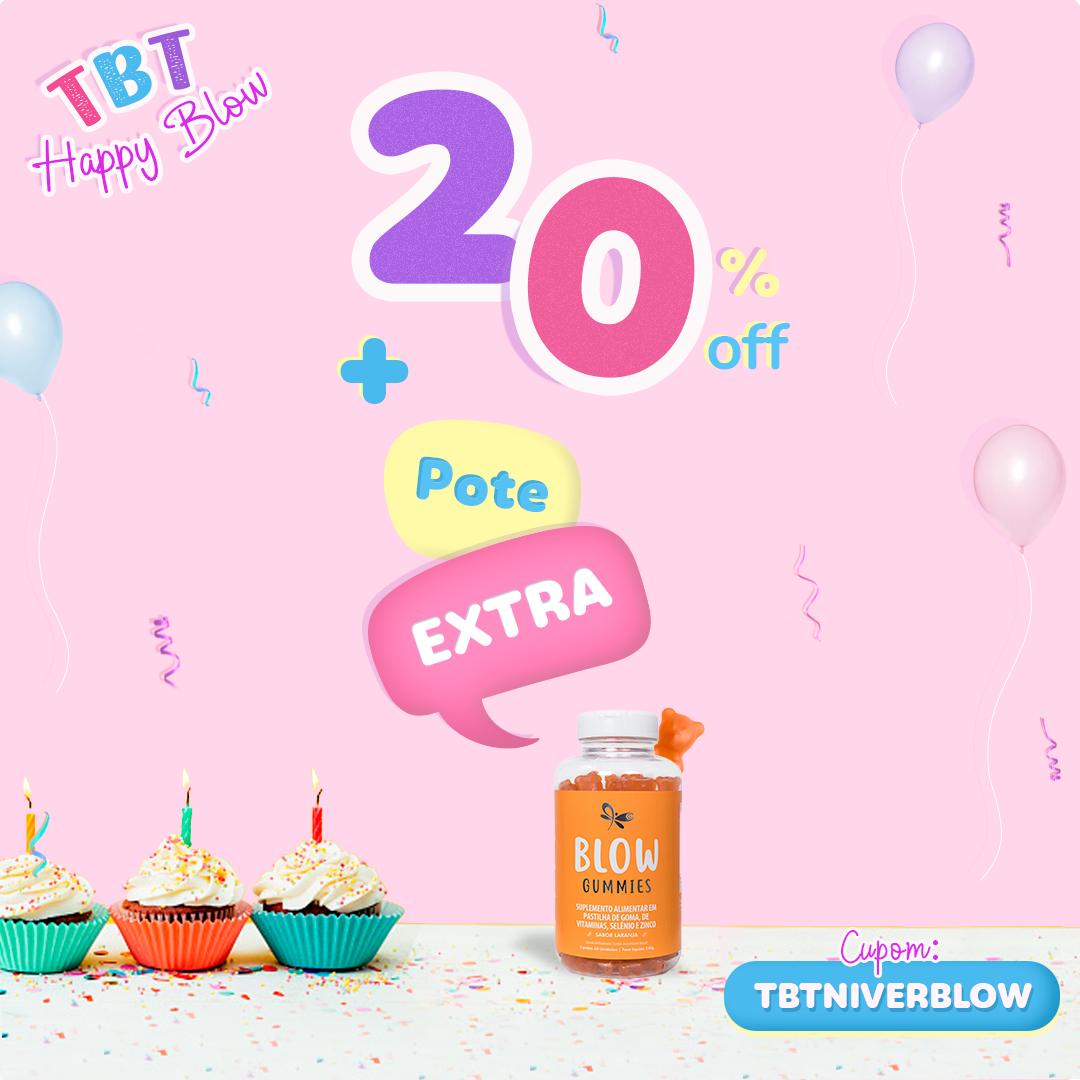 TBT
Happy Blow
20
%
off
+
Pote
EXTRA
BLOW
GUMMIES
SUPLEMENTO ALIMENTAR EM
PASTILHA DE GOMA, DE
VITAMINAS, SELÊNIO E ZINCO
SABOR LARANJA
Cupom:
TBTNIVERBLOW